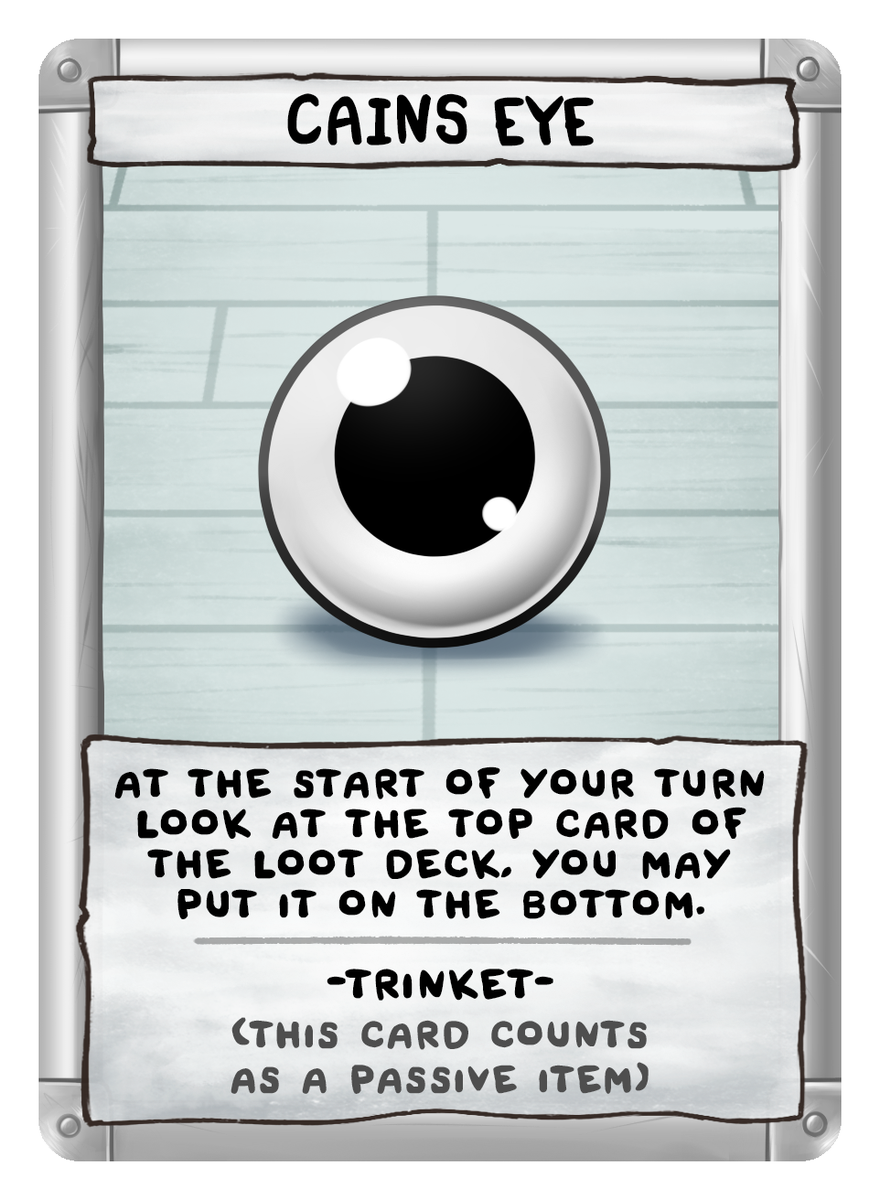 CAINS EYE
AT THE START OF YOUR TURN
LOOK AT THE TOP CARD OF
THE LOOT DECK. YOU MAY
PUT IT ON THE BOTTOM.
-TRINKET-
(THIS CARD COUNTS
AS A PASSIVE ITEM)